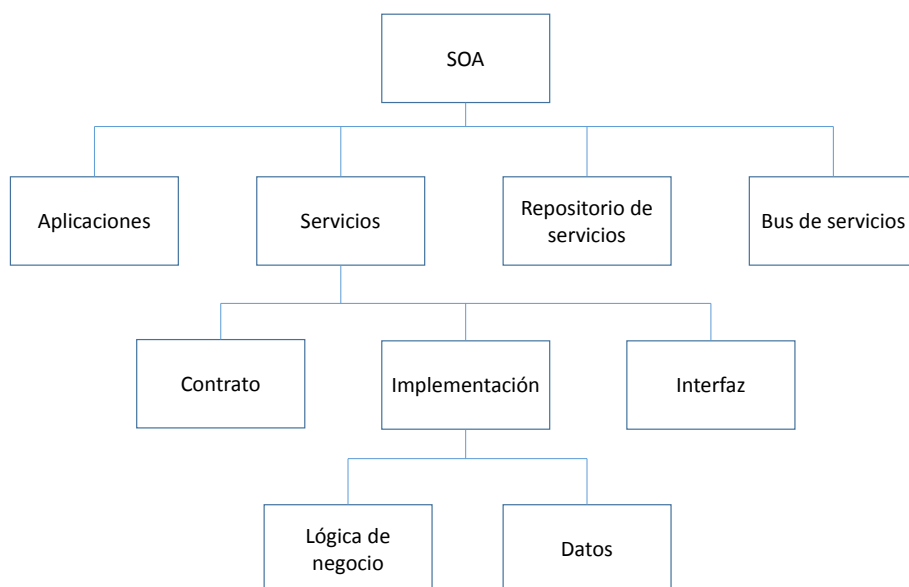 SOA
Aplicaciones
Servicios
Repositorio de
servicios
Bus de servicios
Contrato
Implementación
Interfaz
Lógica de
negocio
Datos